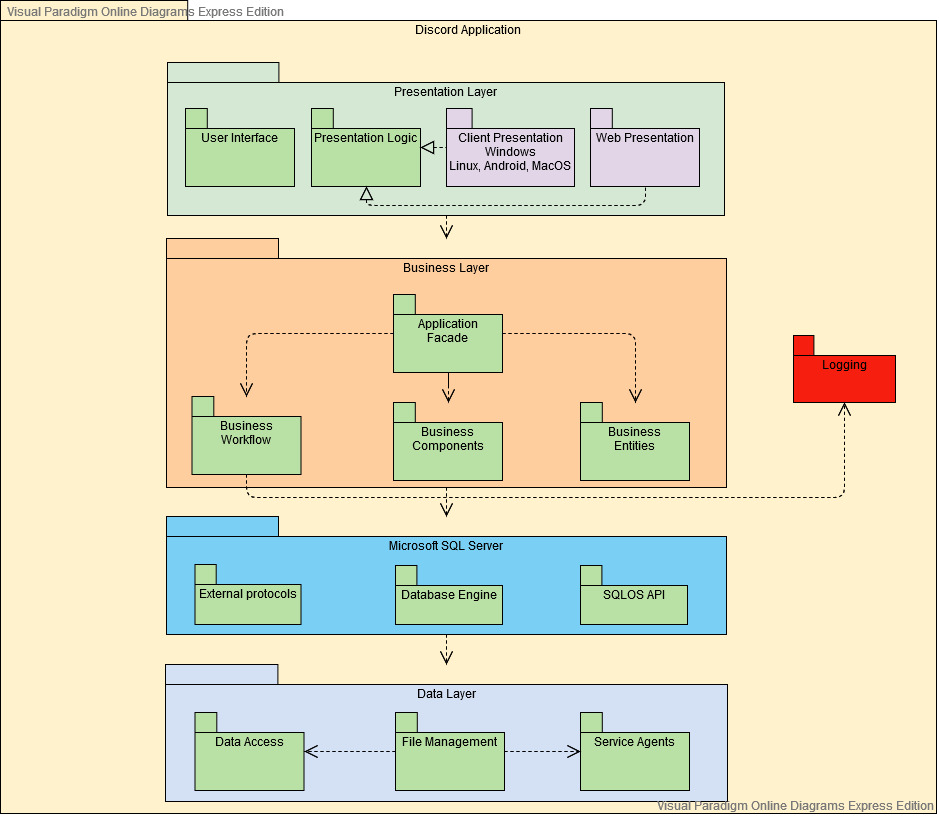 Visual Paradigm Online Diagrams Express Edition
Discord Application
Presentation Layer
User Interface
Presentation Logic
Client Presentation
Windows
Linux, Android, MacOS
Web Presentation
Business Layer
Application
Facade
Logging
Business
Workflow
Business
Components
Business
Entities
Microsoft SQL Server
External protocols
Database Engine
SQLOS API
Data Layer
Data Access
File Management
Service Agents
Visual Paradigm Online Diagrams Express Edition